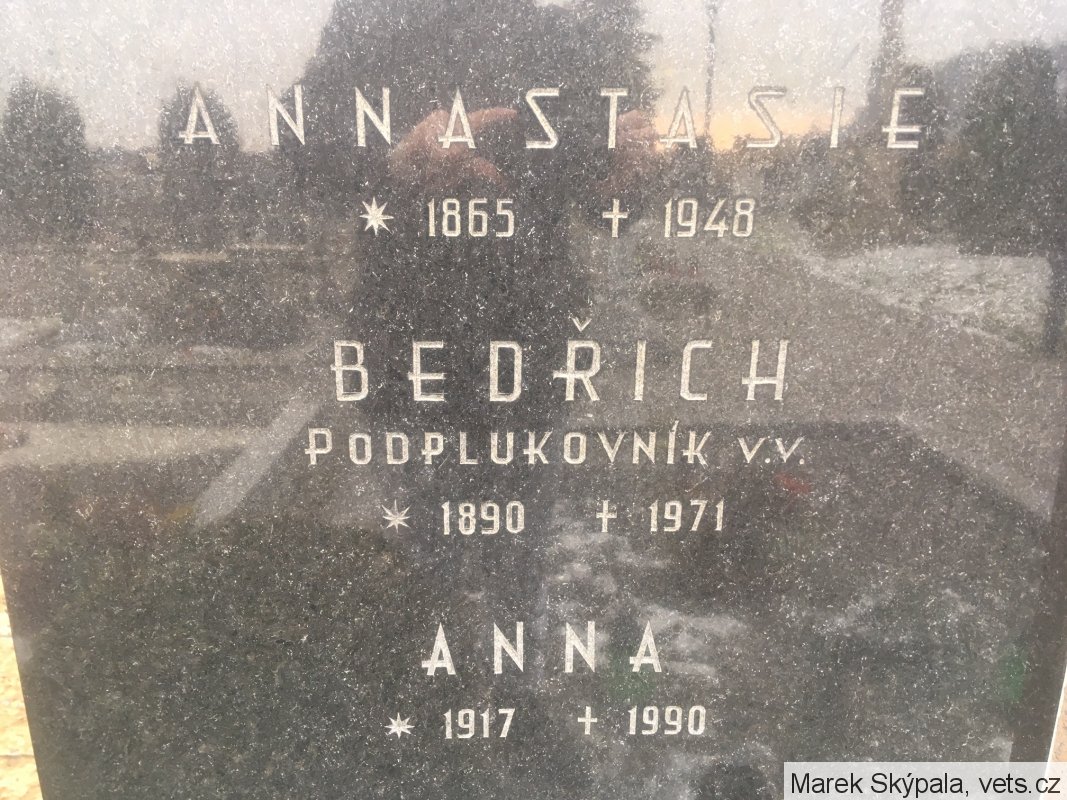 ANNASTASIE
* 1865 † 1948
BEDŘICH
PODPLUKOVNÍK V.V.
* 1890 † 1971
ANNA
* 1917 † 1990
Marek Skýpala, vets.cz